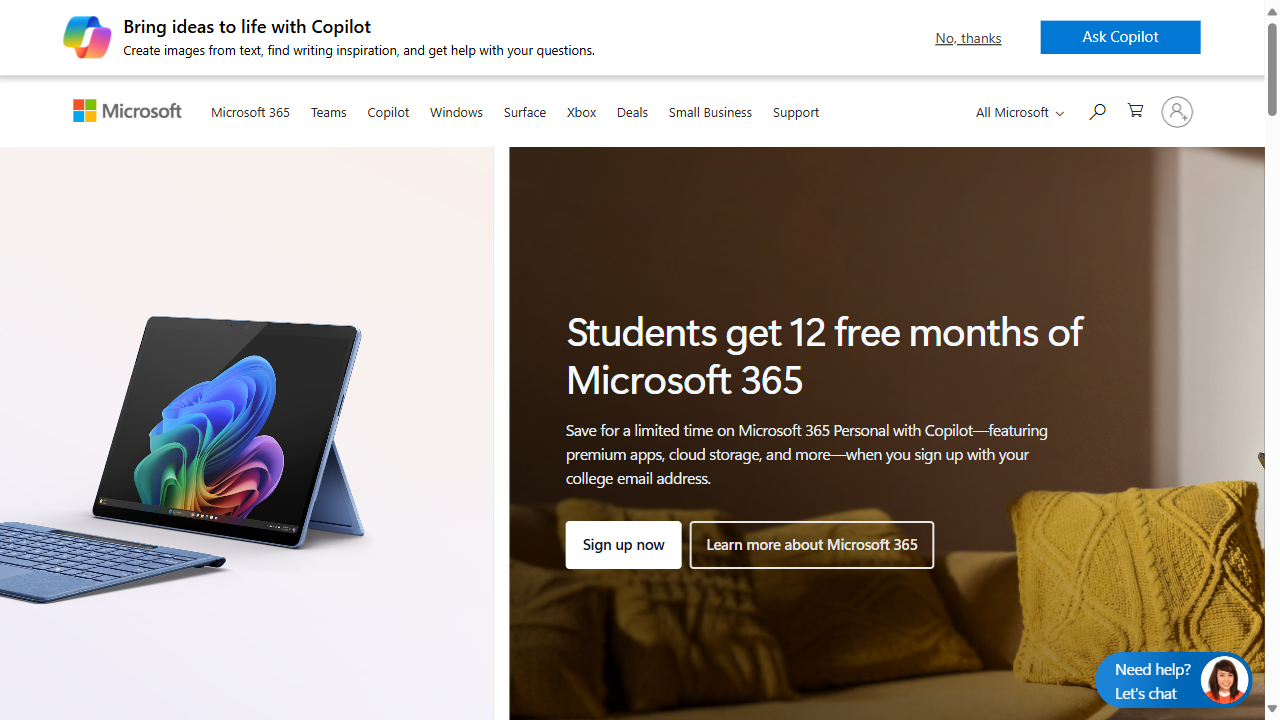 Bring ideas to life with Copilot
Create images from text, find writing inspiration, and get help with your questions.
No, thanks
Ask Copilot
Microsoft
Microsoft 365
Teams
Copilot
Windows
Surface
Xbox
Deals
Small Business
Support
All Microsoft
Students get 12 free months of
Microsoft 365
Save for a limited time on Microsoft 365 Personal with Copilot—featuring
premium apps, cloud storage, and more—when you sign up with your
college email address.
Sign up now
Learn more about Microsoft 365
Need help?
Let's chat